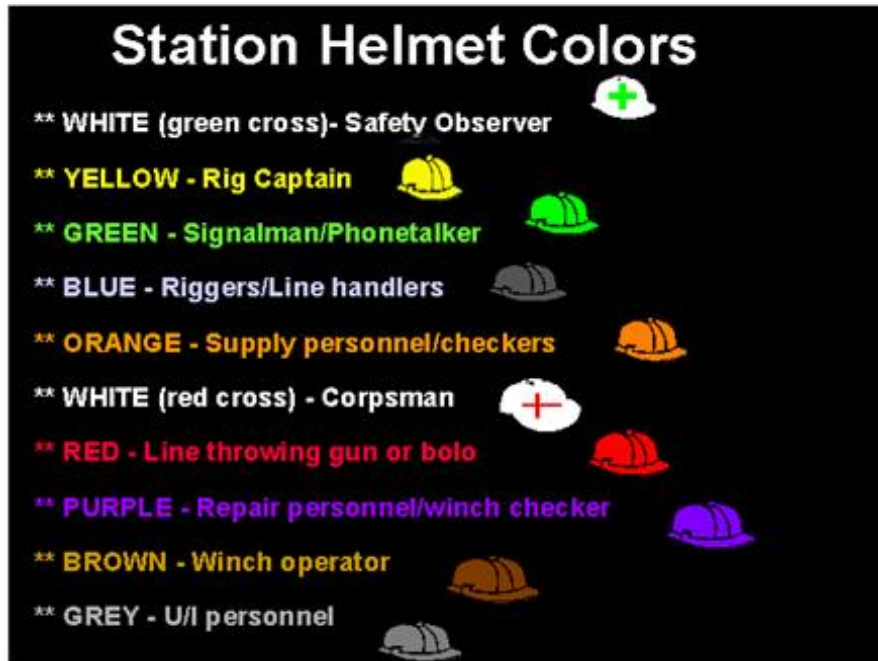 Station Helmet Colors
** WHITE (green cross)- Safety Observer
** YELLOW - Rig Captain
** GREEN - Signalman/Phonetalker
** BLUE - Riggers/Line handlers
** ORANGE - Supply personnel/checkers
** WHITE (red cross) - Corpsman
** RED - Line throwing gun or bolo
** PURPLE - Repair personnel/winch checker
** BROWN - Winch operator
** GREY - U/I personnel